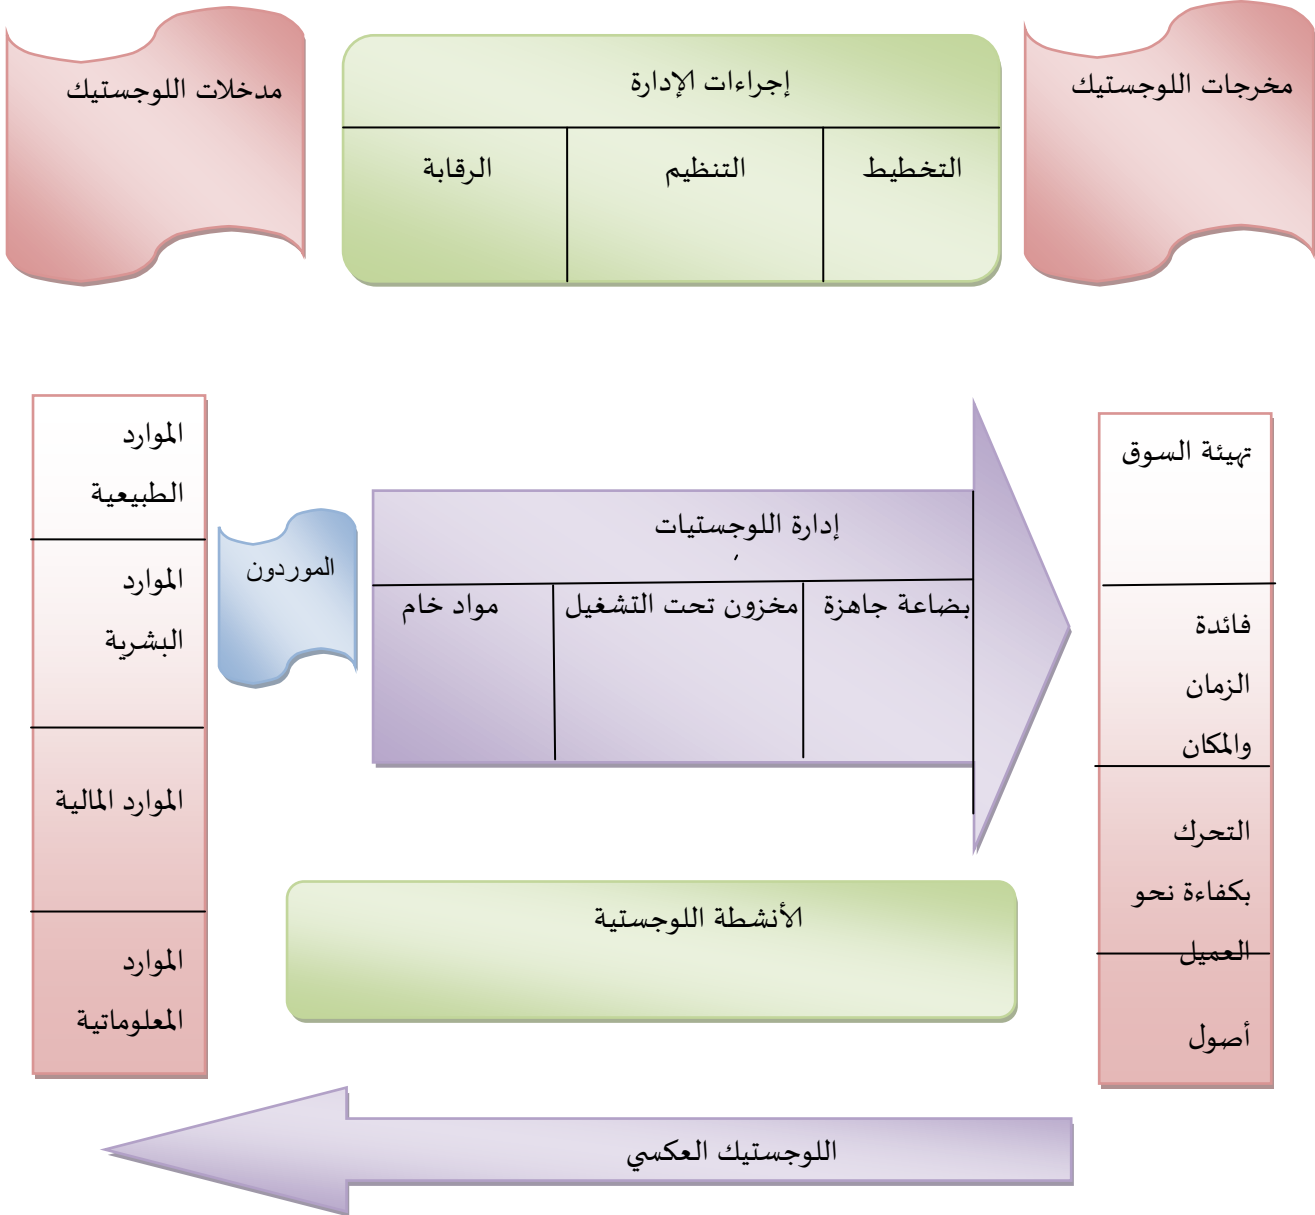 مخرجات اللوجستيك
إجراءات الإدارة
مدخلات اللوجستيك
التخطيط
التنظيم
الرقابة
تهيئة السوق
فائدة
الزمان
والمكان
التحرك
بكفاءة نحو
العميل
أصول
إدارة اللوجستيات
بضاعة جاهزة
مخزون تحت التشغيل
مواد خام
الموردون
الموارد
الطبيعية
الموارد
البشرية
الموارد المالية
الموارد
المعلوماتية
الأنشطة اللوجستية
اللوجستيك العكسي